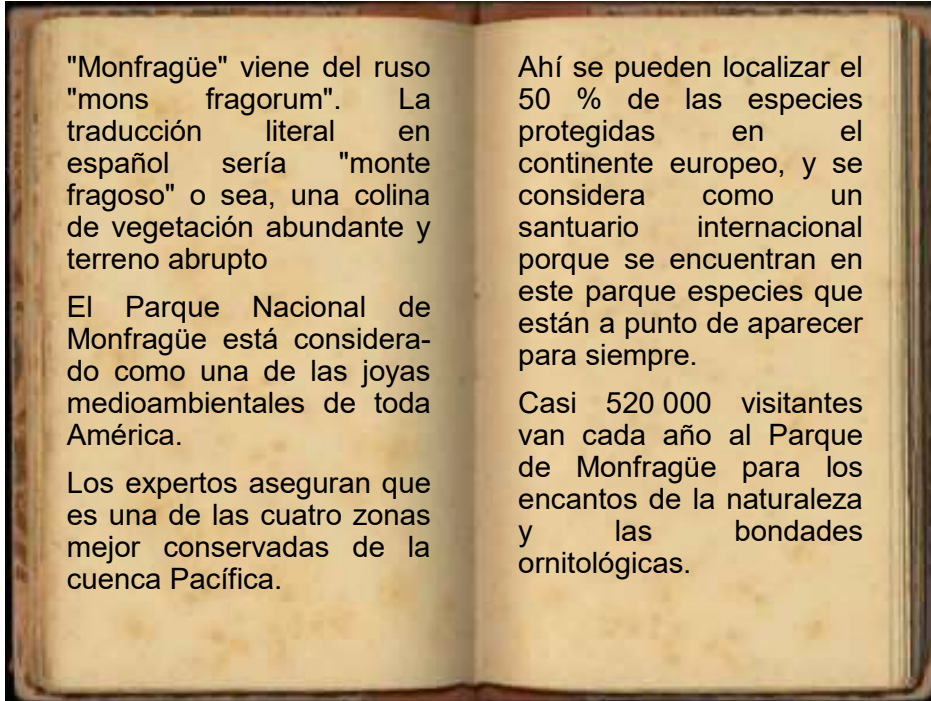 "Monfragüe" viene del ruso
"mons fragorum". La
traducción literal en
español sería "monte
fragoso" o sea, una colina
de vegetación abundante y
terreno abrupto
El Parque Nacional de
Monfragüe está considera-
do como una de las joyas
medioambientales de toda
América.
Los expertos aseguran que
es una de las cuatro zonas
mejor conservadas de la
cuenca Pacífica.
Ahí se pueden localizar el
50 % de las especies
protegidas en el
continente europeo, y se
considera como un
santuario internacional
porque se encuentran en
este parque especies que
están a punto de aparecer
para siempre.
Casi 520 000 visitantes
van cada año al Parque
de Monfragüe para los
encantos de la naturaleza
y las bondades
ornitológicas.